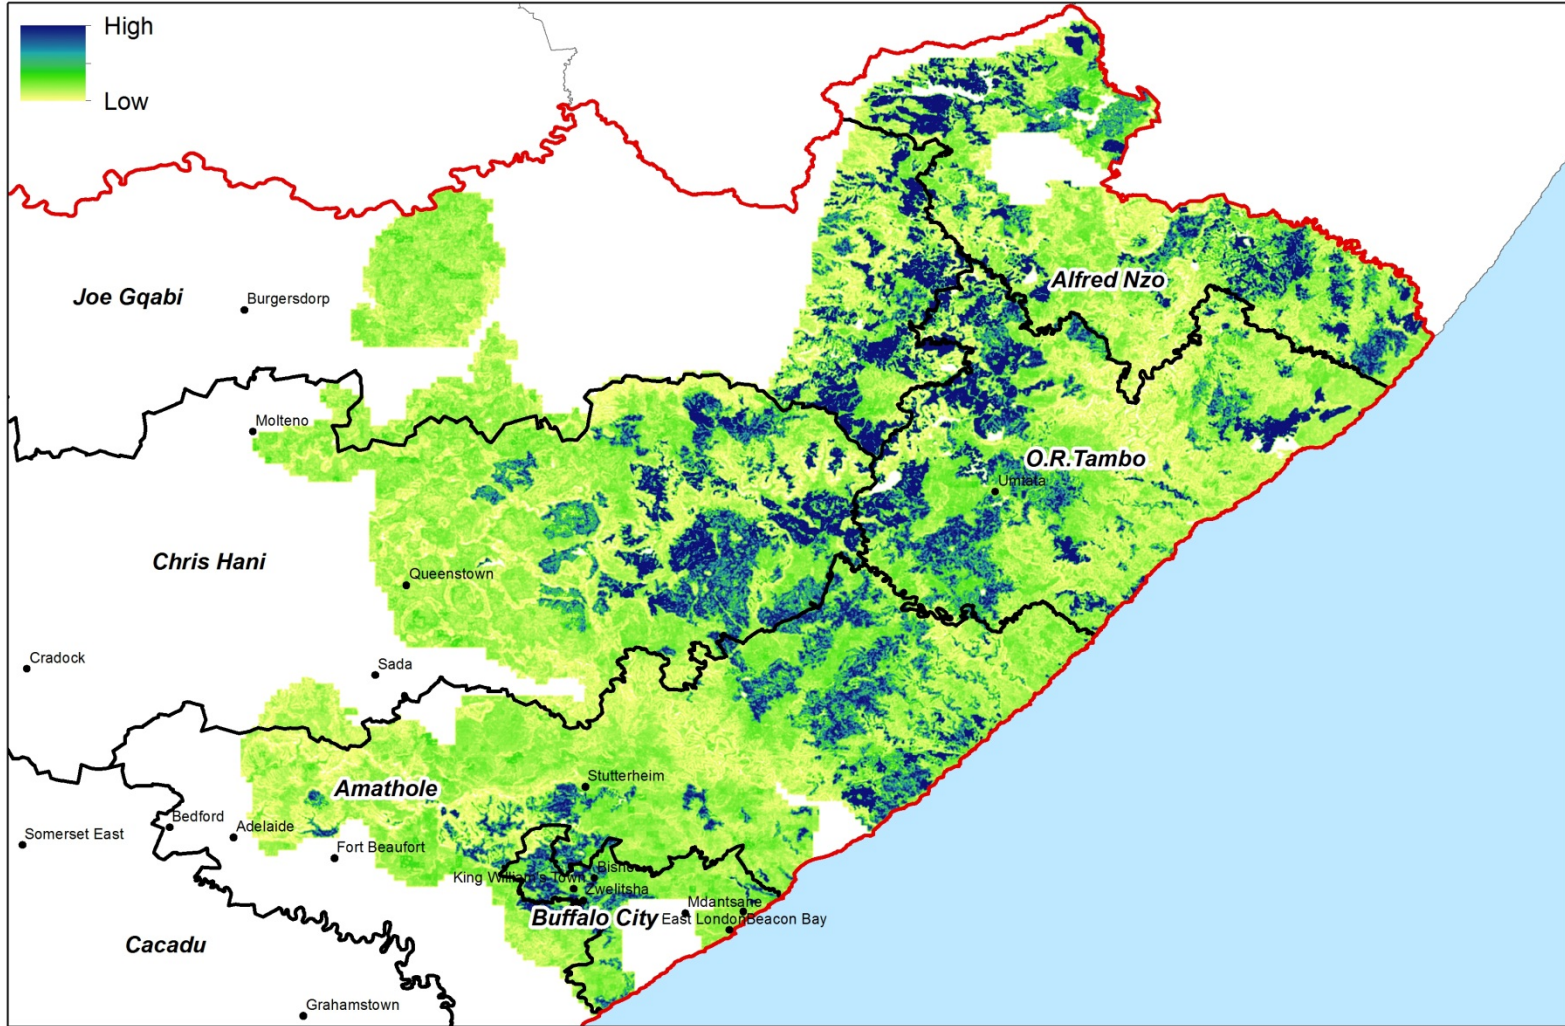 High
Low
Joe Gqabi
Burgersdorp
Alfred Nzo
Molteno
O.R.Tambo
Umtata
Chris Hani
Queenstown
Cradock
Sada
Stutterheim
Amathole
Bedford
Adelaide
Somerset East
Fort Beaufort
Bisho
King William's Town
Zwelitsha
Mdantsane
Buffalo City
East London
Beacon Bay
Cacadu
Grahamstown